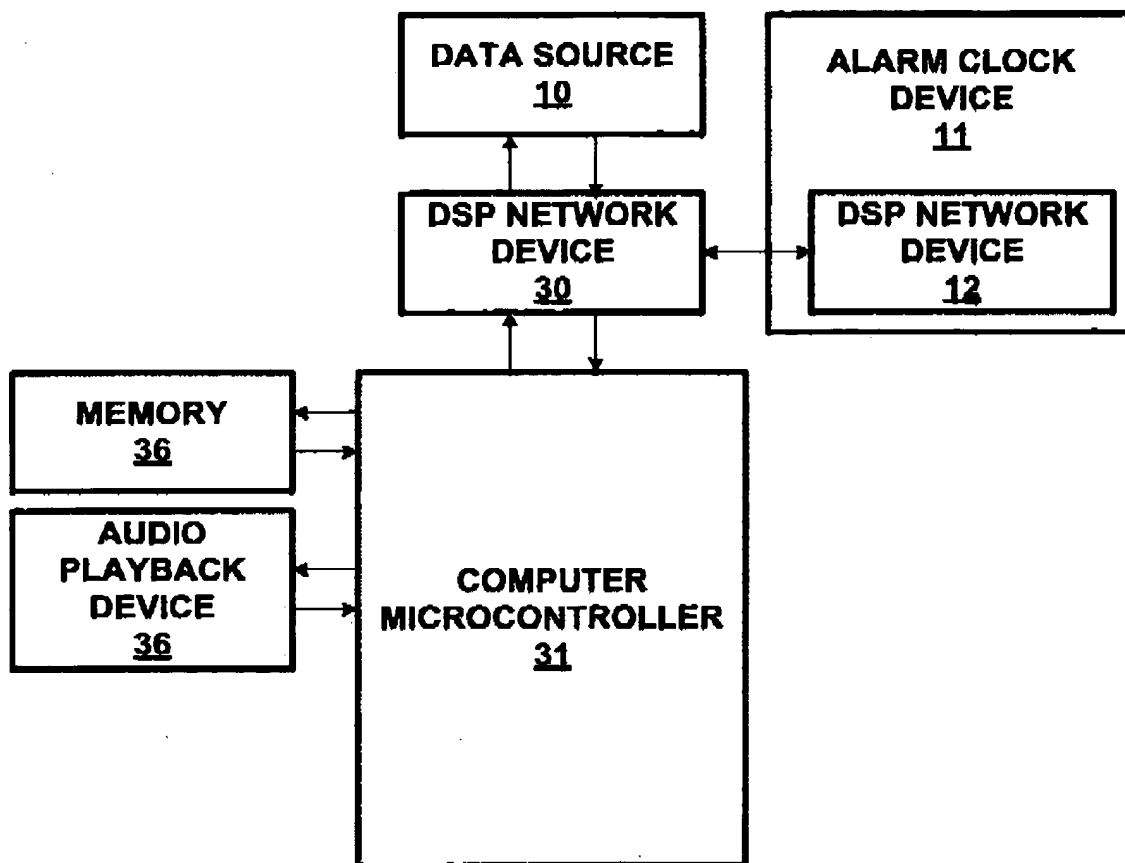 DATA SOURCE
10
ALARM CLOCK
DEVICE
11
DSP NETWORK
DEVICE
30
DSP NETWORK
DEVICE
12
MEMORY
36
AUDIO
PLAYBACK
DEVICE
36
COMPUTER
MICROCONTROLLER
31